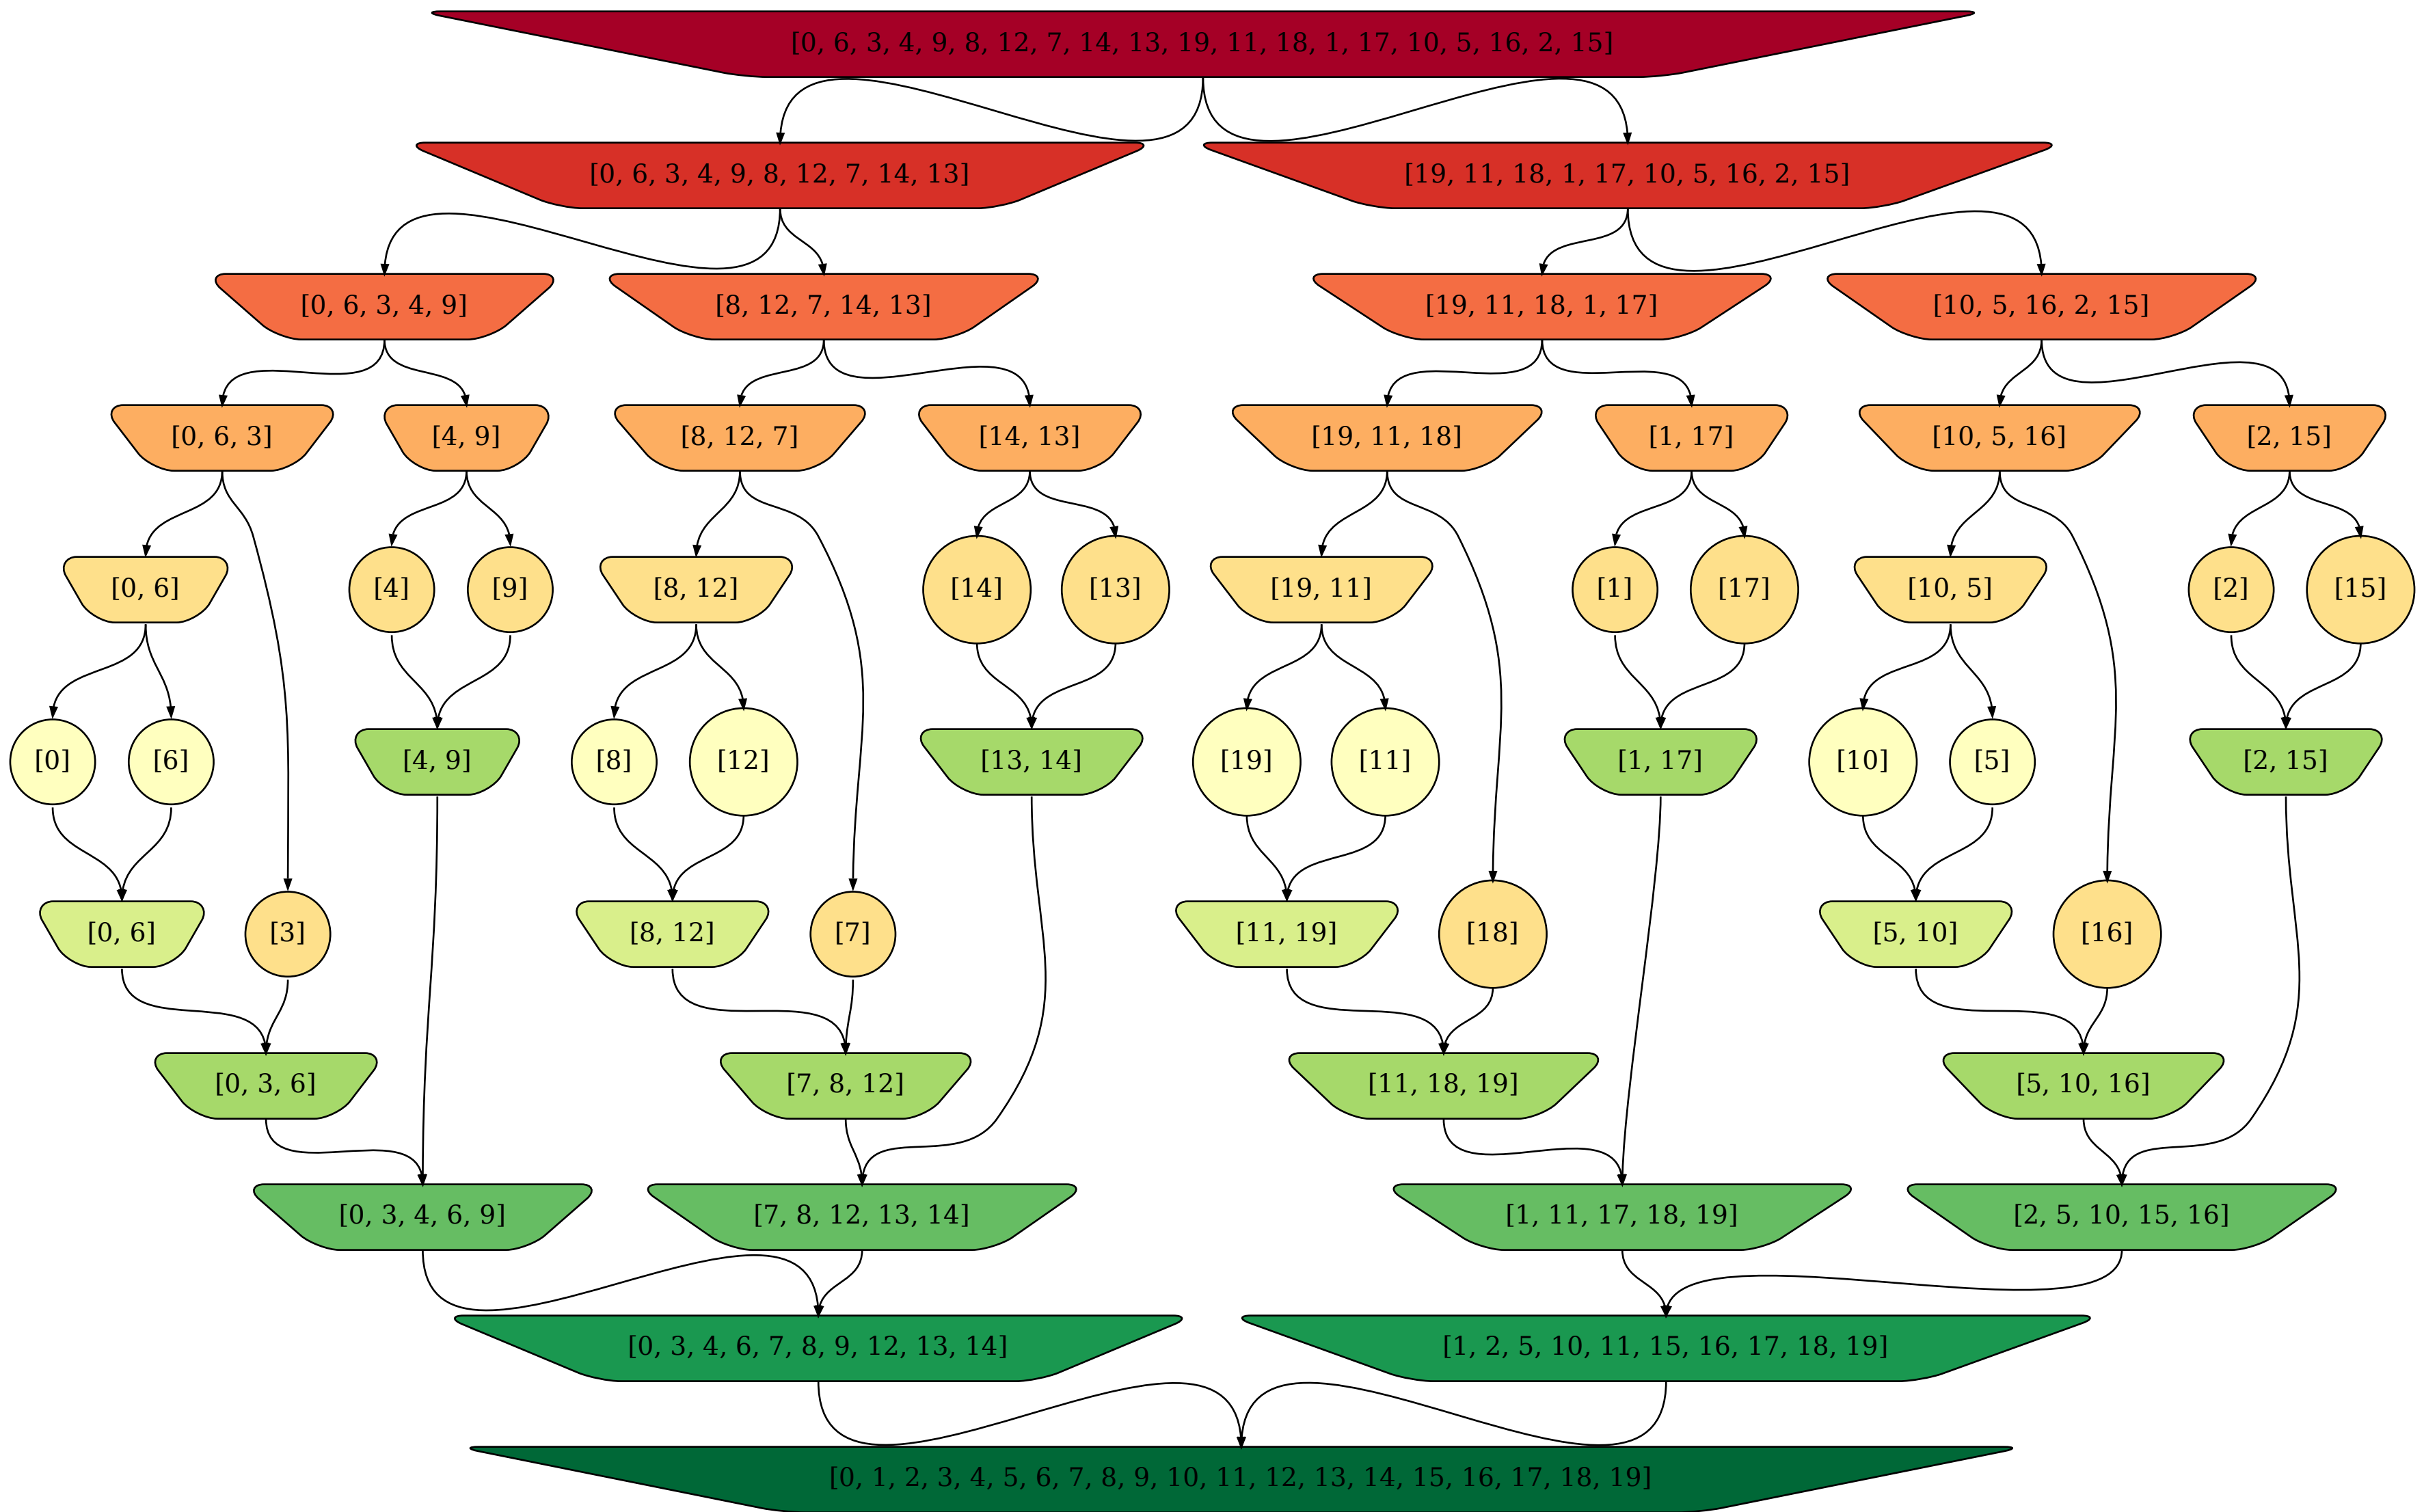 [0, 6, 3, 4, 9, 8, 12, 7, 14, 13, 19, 11, 18, 1, 17, 10, 5, 16, 2, 15]
[0, 6, 3, 4, 9, 8, 12, 7, 14, 13]
[19, 11, 18, 1, 17, 10, 5, 16, 2, 15]
[0, 6, 3, 4, 9]
[8, 12, 7, 14, 13]
[19, 11, 18, 1, 17]
[10, 5, 16, 2, 15]
[0, 6, 3]
[4, 9]
[8, 12, 7]
[14, 13]
[19, 11, 18]
[1, 17]
[10, 5, 16]
[2, 15]
[0, 6]
[4]
[9]
[8, 12]
[14]
[13]
[19, 11]
[1]
[17]
[10, 5]
[2]
[15]
[0]
[6]
[4, 9]
[8]
[12]
[13, 14]
[19]
[11]
[1, 17]
[10]
[5]
[2, 15]
[0, 6]
[3]
[8, 12]
[7]
[11, 19]
[18]
[5, 10]
[16]
[0, 3, 6]
[7, 8, 12]
[11, 18, 19]
[5, 10, 16]
[0, 3, 4, 6, 9]
[7, 8, 12, 13, 14]
[1, 11, 17, 18, 19]
[2, 5, 10, 15, 16]
[0, 3, 4, 6, 7, 8, 9, 12, 13, 14]
[1, 2, 5, 10, 11, 15, 16, 17, 18, 19]
[0, 1, 2, 3, 4, 5, 6, 7, 8, 9, 10, 11, 12, 13, 14, 15, 16, 17, 18, 19]